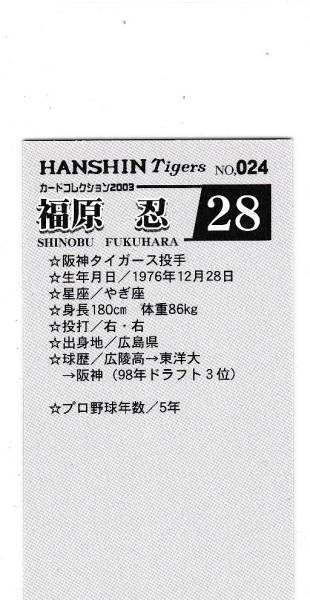 HANSHIN Tigers NO,024
カードコレクション2003
福原 忍 28
SHINOBU FUKUHARA
☆阪神タイガース投手
☆生年月日／1976年12月28日
☆星座／やぎ座
☆身長180㎝ 体重86kg
☆投打／右・右
☆出身地／広島県
☆球歴／広陵高→東洋大
→阪神（98年ドラフト３位）
☆プロ野球年数／5年